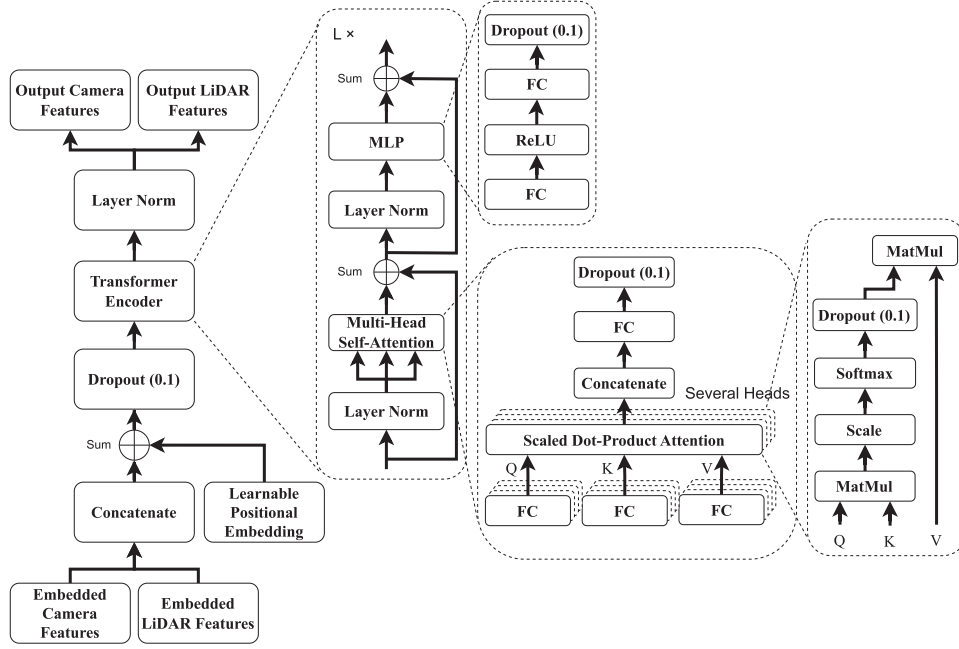 Output Camera
Features
Output LiDAR
Features
Layer Norm
Transformer
Encoder
Dropout (0.1)
Sum
Concatenate
Learnable
Positional
Embedding
Embedded
Camera
Features
Embedded
LiDAR Features
L ×
Sum
MLP
Layer Norm
Sum
Multi-Head
Self-Attention
Layer Norm
Dropout (0.1)
FC
ReLU
FC
Dropout (0.1)
FC
Concatenate
Several Heads
Scaled Dot-Product Attention
Q
K
V
FC
FC
FC
MatMul
Dropout (0.1)
Softmax
Scale
MatMul
Q
K
V